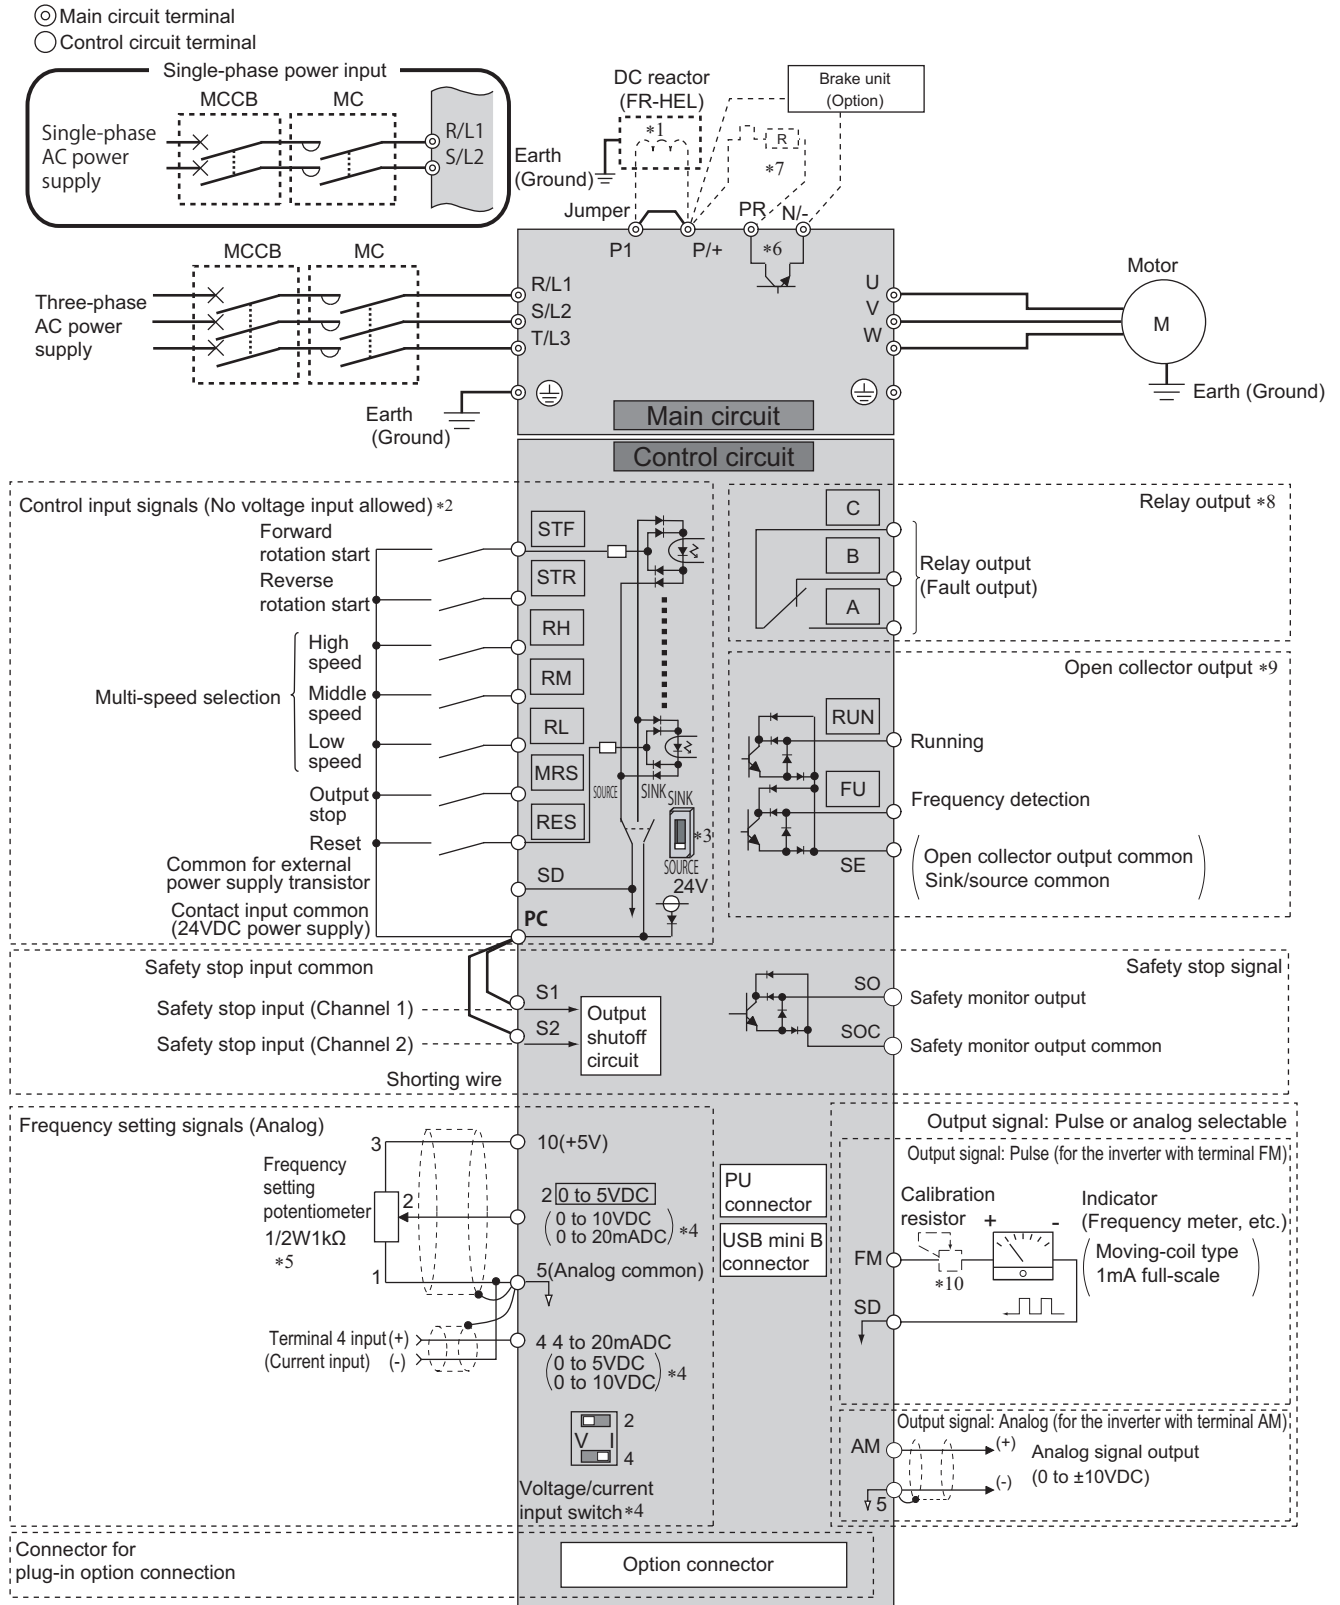 Main circuit terminal
Control circuit terminal
Single-phase power input
MCCB MC
Single-phase
AC power
supply
R/L1
S/L2
Earth
(Ground)
DC reactor
(FR-HEL)
*1
Brake unit
(Option)
R
*7
Jumper
P1
P/+
PR
N/-
*6
MCCB MC
Three-phase
AC power
supply
R/L1
S/L2
T/L3
U
V
W
Motor
M
Earth (Ground)
Earth
(Ground)
Main circuit
Control circuit
Control input signals (No voltage input allowed) *2
Forward
rotation start
Reverse
rotation start
Multi-speed selection
High
speed
Middle
speed
Low
speed
Output
stop
Reset
Common for external
power supply transistor
Contact input common
(24VDC power supply)
STF
STR
RH
RM
RL
MRS
RES
SD
PC
SOURCE
SINK
SINK
*3
SOURCE
24V
Relay output *8
C
B
A
Relay output
(Fault output)
Open collector output *9
RUN
Running
FU
Frequency detection
SE
Open collector output common
Sink/source common
Safety stop input common
Safety stop input (Channel 1)
Safety stop input (Channel 2)
Shorting wire
S1
S2
Output
shutoff
circuit
Safety stop signal
SO
Safety monitor output
SOC
Safety monitor output common
Frequency setting signals (Analog)
Frequency
setting
potentiometer
1/2W1kΩ
*5
3
2
1
10(+5V)
2 0 to 5VDC
(0 to 10VDC
0 to 20mADC) *4
5(Analog common)
Terminal 4 input (+)
(Current input) (-)
4 4 to 20mADC
(0 to 5VDC
0 to 10VDC) *4
2
V I
4
Voltage/current
input switch*4
PU
connector
USB mini B
connector
Output signal: Pulse or analog selectable
Output signal: Pulse (for the inverter with terminal FM)
Calibration
resistor
+ -
Indicator
(Frequency meter, etc.)
(Moving-coil type
1mA full-scale)
FM
*10
SD
Output signal: Analog (for the inverter with terminal AM)
AM
(+)
Analog signal output
(0 to ±10VDC)
(-)
5
Connector for
plug-in option connection
Option connector